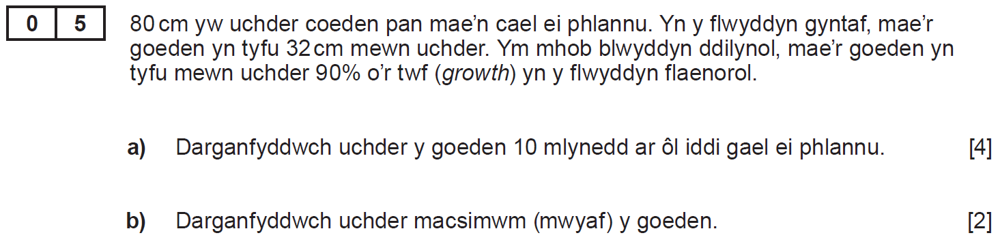 0 5 80 cm yw uchder coeden pan mae’n cael ei phlannu. Yn y flwyddyn gyntaf, mae’r
goeden yn tyfu 32 cm mewn uchder. Ym mhob blwyddyn ddilynol, mae’r goeden yn
tyfu mewn uchder 90% o’r twf (growth) yn y flwyddyn flaenorol.
a) Darganfyddwch uchder y goeden 10 mlynedd ar ôl iddi gael ei phlannu. [4]
b) Darganfyddwch uchder macsimwm (mwyaf) y goeden. [2]